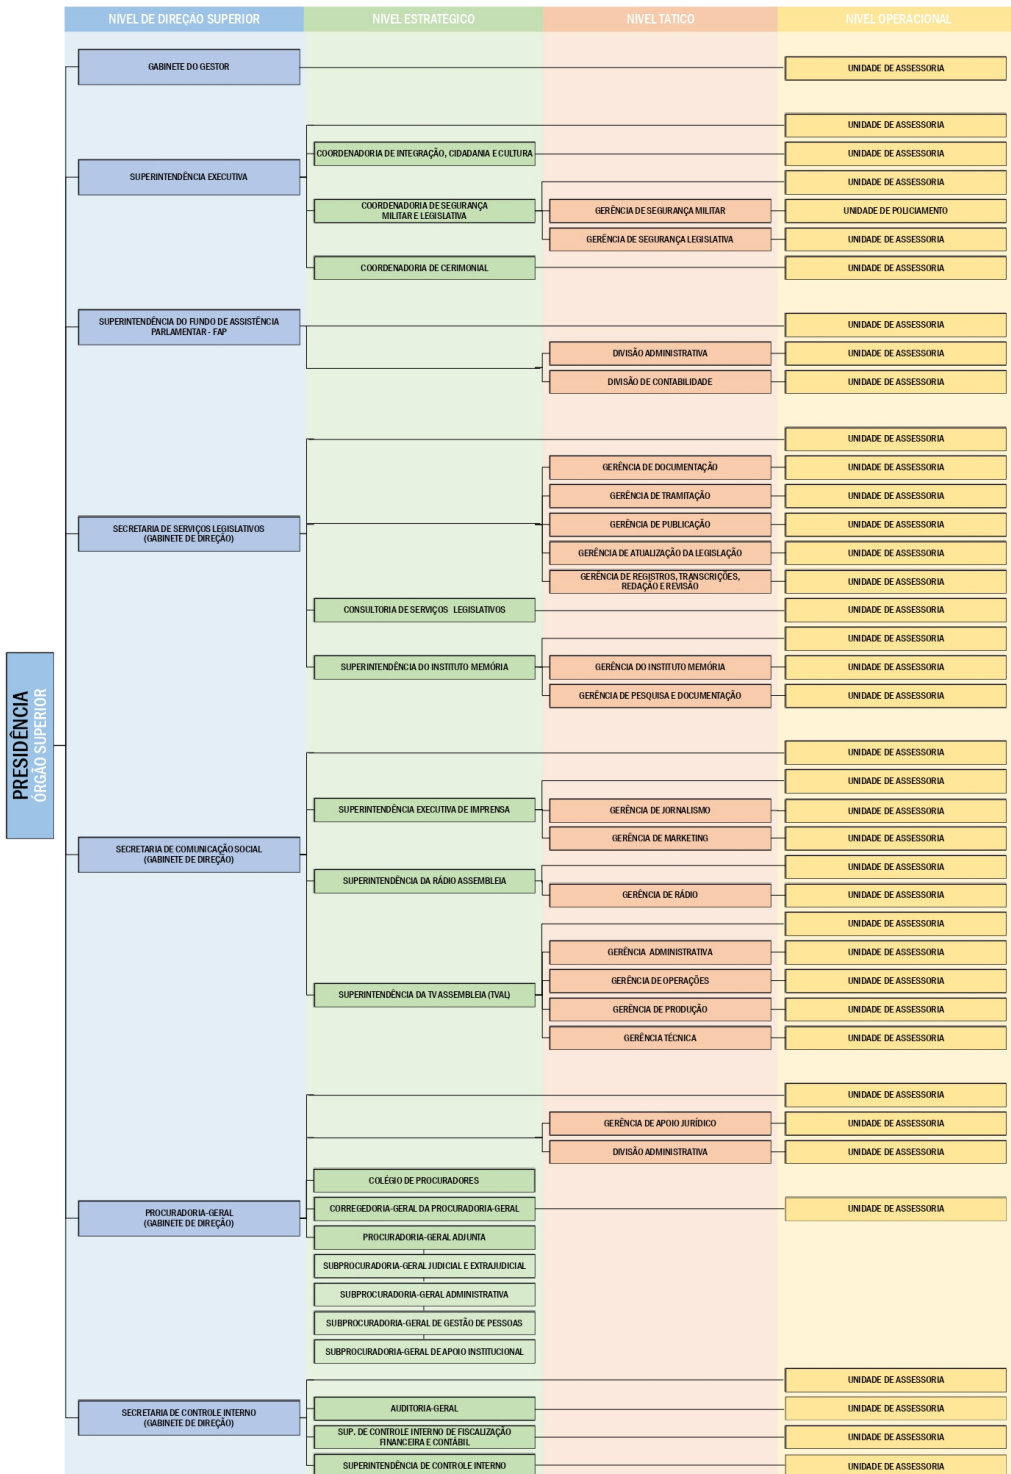 NIVEL DE DIREÇÃO SUPERIOR
NIVEL ESTRATEGICO
NIVEL TATICO
NIVEL OPERACIONAL
GABINETE DO GESTOR
UNIDADE DE ASSESSORIA
UNIDADE DE ASSESSORIA
COORDENADORIA DE INTEGRAÇÃO, CIDADANIA E CULTURA
UNIDADE DE ASSESSORIA
SUPERINTENDÊNCIA EXECUTIVA
UNIDADE DE ASSESSORIA
COORDENADORIA DE SEGURANÇA
MILITAR E LEGISLATIVA
GERÊNCIA DE SEGURANÇA MILITAR
UNIDADE DE POLICIAMENTO
GERÊNCIA DE SEGURANÇA LEGISLATIVA
UNIDADE DE ASSESSORIA
COORDENADORIA DE CERIMONIAL
UNIDADE DE ASSESSORIA
SUPERINTENDÊNCIA DO FUNDO DE ASSISTÊNCIA
PARLAMENTAR - FAP
UNIDADE DE ASSESSORIA
DIVISÃO ADMINISTRATIVA
UNIDADE DE ASSESSORIA
DIVISÃO DE CONTABILIDADE
UNIDADE DE ASSESSORIA
UNIDADE DE ASSESSORIA
GERÊNCIA DE DOCUMENTAÇÃO
UNIDADE DE ASSESSORIA
GERÊNCIA DE TRAMITAÇÃO
UNIDADE DE ASSESSORIA
SECRETARIA DE SERVIÇOS LEGISLATIVOS
(GABINETE DE DIREÇÃO)
GERÊNCIA DE PUBLICAÇÃO
UNIDADE DE ASSESSORIA
GERÊNCIA DE ATUALIZAÇÃO DA LEGISLAÇÃO
UNIDADE DE ASSESSORIA
GERÊNCIA DE REGISTROS, TRANSCRIÇÕES,
REDAÇÃO E REVISÃO
UNIDADE DE ASSESSORIA
CONSULTORIA DE SERVIÇOS LEGISLATIVOS
UNIDADE DE ASSESSORIA
UNIDADE DE ASSESSORIA
SUPERINTENDÊNCIA DO INSTITUTO MEMÓRIA
GERÊNCIA DO INSTITUTO MEMÓRIA
UNIDADE DE ASSESSORIA
GERÊNCIA DE PESQUISA E DOCUMENTAÇÃO
UNIDADE DE ASSESSORIA
PRESIDÊNCIA
ÓRGÃO SUPERIOR
UNIDADE DE ASSESSORIA
UNIDADE DE ASSESSORIA
SUPERINTENDÊNCIA EXECUTIVA DE IMPRENSA
GERÊNCIA DE JORNALISMO
UNIDADE DE ASSESSORIA
GERÊNCIA DE MARKETING
UNIDADE DE ASSESSORIA
SECRETARIA DE COMUNICAÇÃO SOCIAL
(GABINETE DE DIREÇÃO)
UNIDADE DE ASSESSORIA
SUPERINTENDÊNCIA DA RÁDIO ASSEMBLEIA
GERÊNCIA DE RÁDIO
UNIDADE DE ASSESSORIA
UNIDADE DE ASSESSORIA
GERÊNCIA ADMINISTRATIVA
UNIDADE DE ASSESSORIA
GERÊNCIA DE OPERAÇÕES
UNIDADE DE ASSESSORIA
SUPERINTENDÊNCIA DA TV ASSEMBLEIA (TVAL)
GERÊNCIA DE PRODUÇÃO
UNIDADE DE ASSESSORIA
GERÊNCIA TÉCNICA
UNIDADE DE ASSESSORIA
UNIDADE DE ASSESSORIA
GERÊNCIA DE APOIO JURÍDICO
UNIDADE DE ASSESSORIA
DIVISÃO ADMINISTRATIVA
UNIDADE DE ASSESSORIA
COLÉGIO DE PROCURADORES
PROCURADORIA-GERAL
(GABINETE DE DIREÇÃO)
CORREGEDORIA-GERAL DA PROCURADORIA-GERAL
UNIDADE DE ASSESSORIA
PROCURADORIA-GERAL ADJUNTA
SUBPROCURADORIA-GERAL JUDICIAL E EXTRAJUDICIAL
SUBPROCURADORIA-GERAL ADMINISTRATIVA
SUBPROCURADORIA-GERAL DE GESTÃO DE PESSOAS
SUBPROCURADORIA-GERAL DE APOIO INSTITUCIONAL
UNIDADE DE ASSESSORIA
SECRETARIA DE CONTROLE INTERNO
(GABINETE DE DIREÇÃO)
AUDITORIA-GERAL
UNIDADE DE ASSESSORIA
SUP. DE CONTROLE INTERNO DE FISCALIZAÇÃO
FINANCEIRA E CONTÁBIL
UNIDADE DE ASSESSORIA
SUPERINTENDÊNCIA DE CONTROLE INTERNO
UNIDADE DE ASSESSORIA